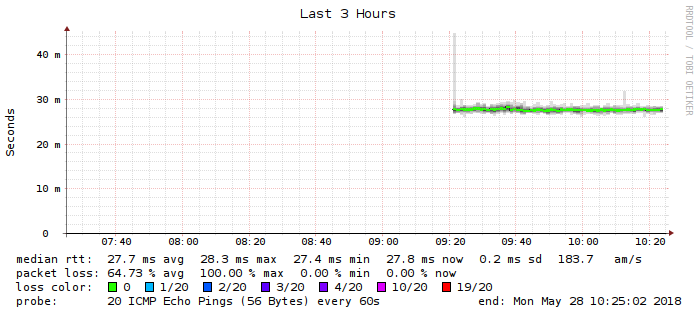 Last 3 Hours
RRDTOOL / TOBI OETIKER
Seconds
40 m
30 m
20 m
10 m
0
07:40 08:00 08:20 08:40 09:00 09:20 09:40 10:00 10:20
median rtt: 27.7 ms avg 28.3 ms max 27.4 ms min 27.8 ms now 0.2 ms sd 183.7 am/s
packet loss: 64.73 % avg 100.00 % max 0.00 % min 0.00 % now
loss color: 0 1/20 2/20 3/20 4/20 10/20 19/20
probe: 20 ICMP Echo Pings (56 Bytes) every 60s end: Mon May 28 10:25:02 2018